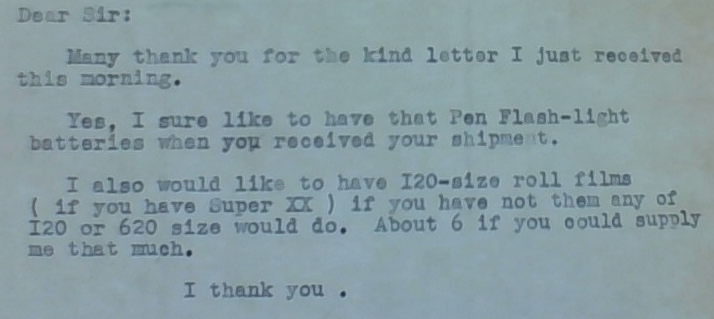 Dear Sir:
Many thank you for the kind letter I just received
this morning.
Yes, I sure like to have that Pen Flash-light
batteries when you received your shipment.
I also would like to have I20-size roll films
( if you have Super XX ) if you have not them any of
I20 or 620 size would do. About 6 if you could supply
me that much.
I thank you .